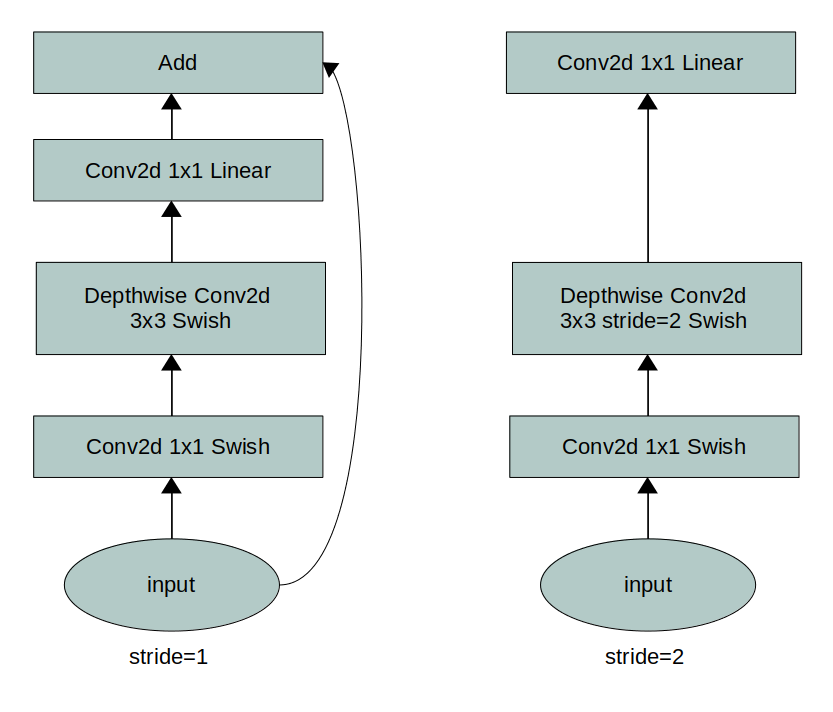 Add
Conv2d 1x1 Linear
Depthwise Conv2d
3x3 Swish
Conv2d 1x1 Swish
input
stride=1
Conv2d 1x1 Linear
Depthwise Conv2d
3x3 stride=2 Swish
Conv2d 1x1 Swish
input
stride=2